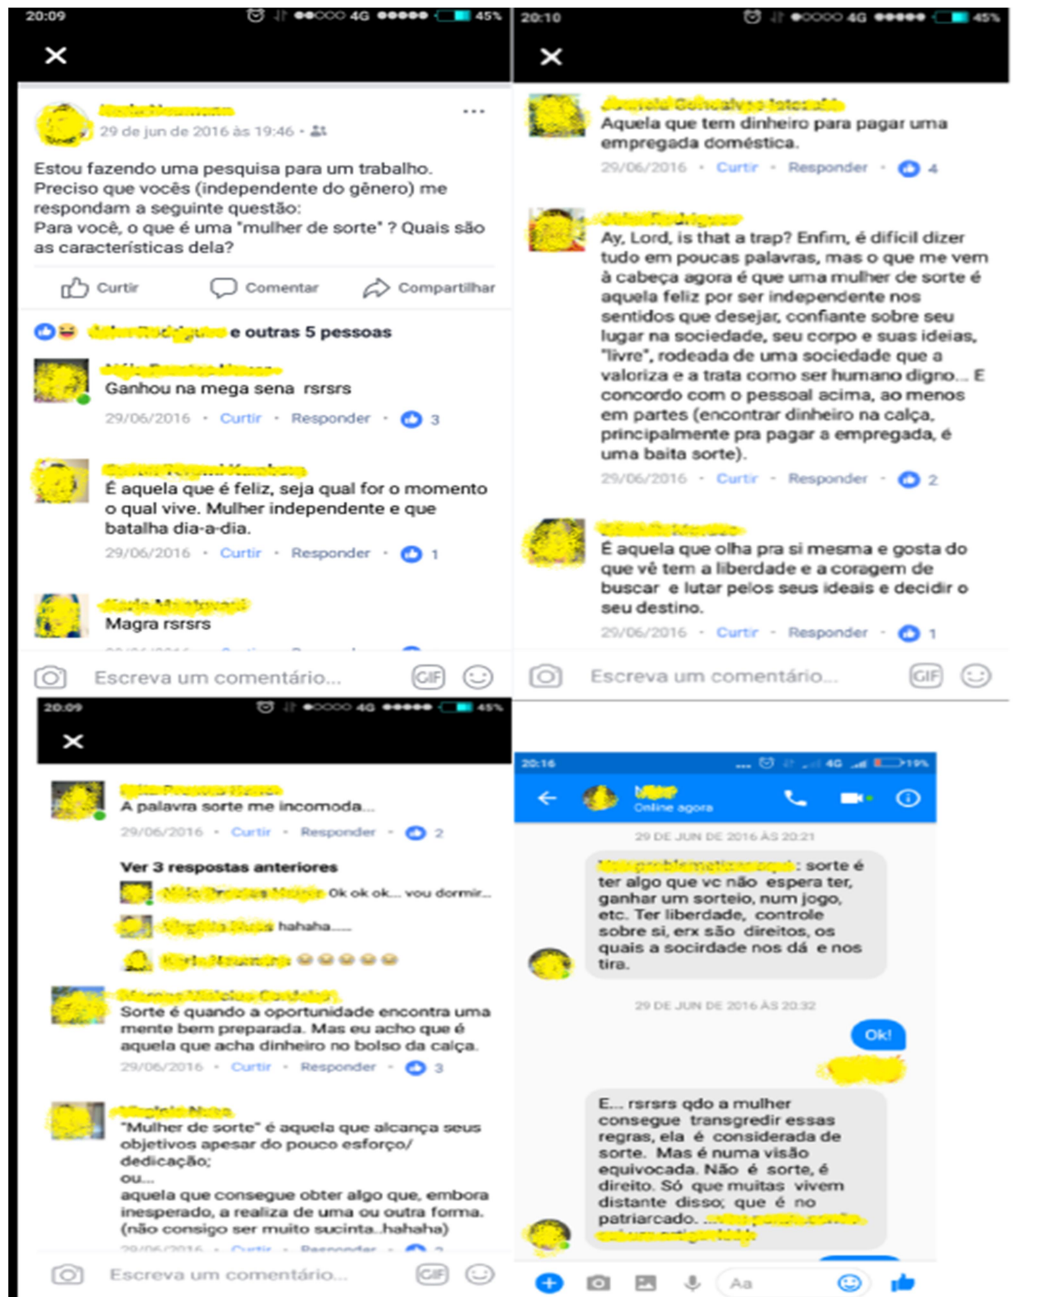 20:09
4G
45%
29 de jun de 2016 às 19:46
Estou fazendo uma pesquisa para um trabalho.
Preciso que vocês (independente do gênero) me
respondam a seguinte questão:
Para você, o que é uma "mulher de sorte" ? Quais são
as características dela?
Curtir
Comentar
Compartilhar
e outras 5 pessoas
Ganhou na mega sena rsrsrs
29/06/2016 · Curtir · Responder · 3
É aquela que é feliz, seja qual for o momento
o qual vive. Mulher independente e que
batalha dia-a-dia.
29/06/2016 · Curtir · Responder · 1
Magra rsrsrs
Escreva um comentário...
GIF
20:10
4G
45%
Aquela que tem dinheiro para pagar uma
empregada doméstica.
29/06/2016 · Curtir · Responder · 4
Ay, Lord, is that a trap? Enfim, é difícil dizer
tudo em poucas palavras, mas o que me vem
à cabeça agora é que uma mulher de sorte é
aquela feliz por ser independente nos
sentidos que desejar, confiante sobre seu
lugar na sociedade, seu corpo e suas ideias,
"livre", rodeada de uma sociedade que a
valoriza e a trata como ser humano digno... E
concordo com o pessoal acima, ao menos
em partes (encontrar dinheiro na calça,
principalmente pra pagar a empregada, é
uma baita sorte).
29/06/2016 · Curtir · Responder · 2
É aquela que olha pra si mesma e gosta do
que vê tem a liberdade e a coragem de
buscar e lutar pelos seus ideais e decidir o
seu destino.
29/06/2016 · Curtir · Responder · 1
Escreva um comentário...
GIF
20:09
4G
45%
A palavra sorte me incomoda...
29/06/2016 · Curtir · Responder · 2
Ver 3 respostas anteriores
Ok ok ok... vou dormir...
hahaha.....
Sorte é quando a oportunidade encontra uma
mente bem preparada. Mas eu acho que é
aquela que acha dinheiro no bolso da calça.
29/06/2016 · Curtir · Responder · 3
"Mulher de sorte" é aquela que alcança seus
objetivos apesar do pouco esforço/
dedicação;
ou...
aquela que consegue obter algo que, embora
inesperado, a realiza de uma ou outra forma.
(não consigo ser muito sucinta..hahaha)
29/06/2016 · Curtir · Responder
Escreva um comentário...
GIF
20:16
4G
19%
Online agora
29 DE JUN DE 2016 ÀS 20:21
: sorte é
ter algo que vc não espera ter,
ganhar um sorteio, num jogo,
etc. Ter liberdade, controle
sobre si, erx são direitos, os
quais a socirdade nos dá e nos
tira.
29 DE JUN DE 2016 ÀS 20:32
Ok!
E... rsrsrs qdo a mulher
consegue transgredir essas
regras, ela é considerada de
sorte. Mas é numa visão
equivocada. Não é sorte, é
direito. Só que muitas vivem
distante disso; que é no
patriarcado.
Aa